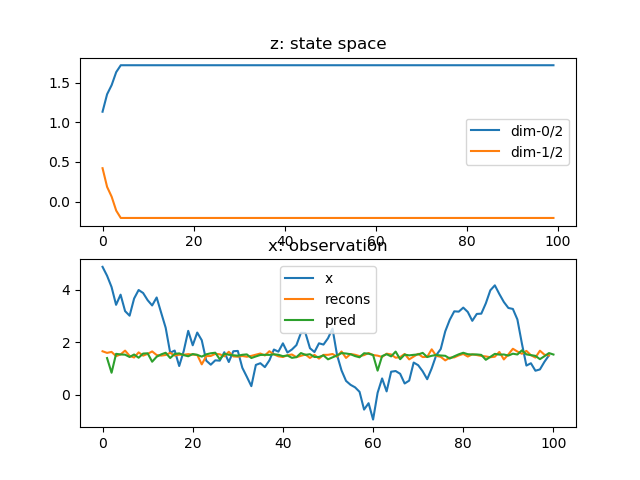 z: state space
1.5
1.0
0.5
0.0
dim-0/2
dim-1/2
0 20 40 60 80 100
x: observation
4
2
0
x
recons
pred
0 20 40 60 80 100